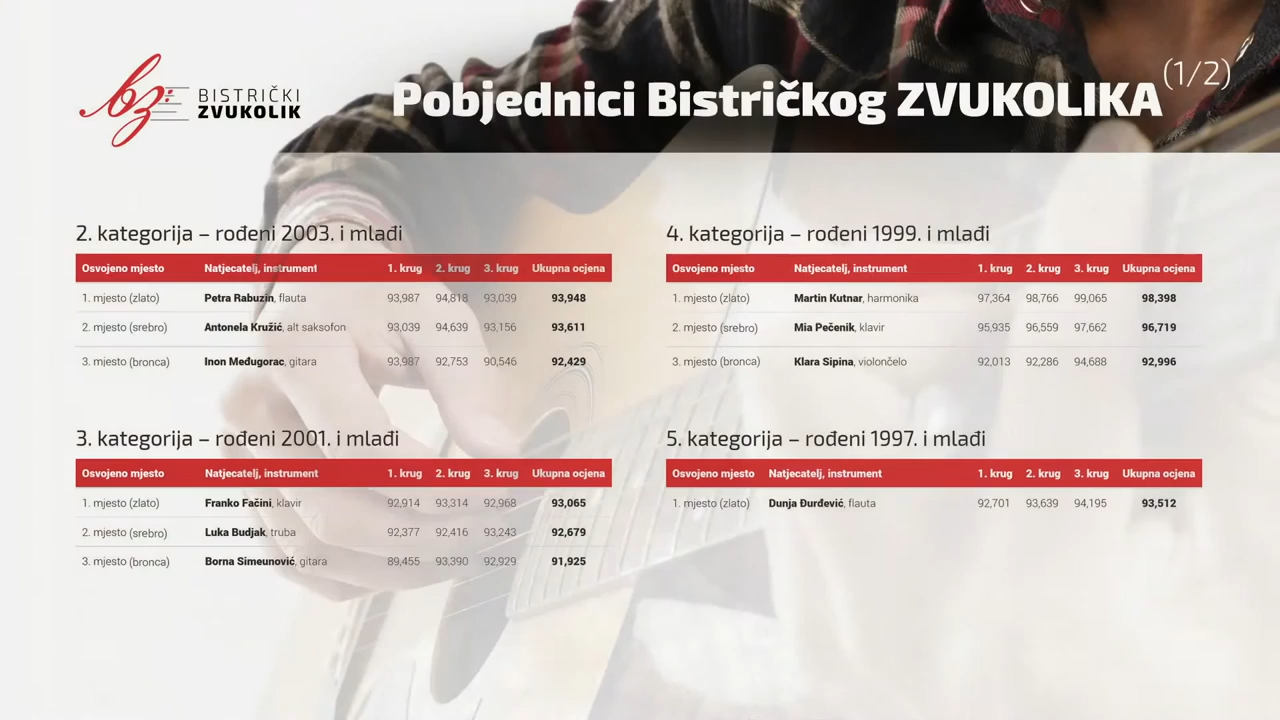 bz:
BISTRIČKI
ZVUKOLIK
Pobjednici Bistričkog ZVUKOLIKA (1/2)
2. kategorija – rođeni 2003. i mlađi
Osvojeno mjesto Natjecatelj, instrument 1. krug 2. krug 3. krug Ukupna ocjena
1. mjesto (zlato) Petra Rabuzin, flauta 93,987 94,818 93,039 93,948
2. mjesto (srebro) Antonela Kružić, alt saksofon 93,039 94,639 93,156 93,611
3. mjesto (bronca) Inon Međugorac, gitara 93,987 92,753 90,546 92,429
3. kategorija – rođeni 2001. i mlađi
Osvojeno mjesto Natjecatelj, instrument 1. krug 2. krug 3. krug Ukupna ocjena
1. mjesto (zlato) Franko Fačini, klavir 92,914 93,314 92,968 93,065
2. mjesto (srebro) Luka Budjak, truba 92,377 92,416 93,243 92,679
3. mjesto (bronca) Borna Simeunović, gitara 89,455 93,390 92,929 91,925
4. kategorija – rođeni 1999. i mlađi
Osvojeno mjesto Natjecatelj, instrument 1. krug 2. krug 3. krug Ukupna ocjena
1. mjesto (zlato) Martin Kutnar, harmonika 97,364 98,766 99,065 98,398
2. mjesto (srebro) Mia Pečenik, klavir 95,935 96,559 97,662 96,719
3. mjesto (bronca) Klara Sipina, violončelo 92,013 92,286 94,688 92,996
5. kategorija – rođeni 1997. i mlađi
Osvojeno mjesto Natjecatelj, instrument 1. krug 2. krug 3. krug Ukupna ocjena
1. mjesto (zlato) Dunja Đurđević, flauta 92,701 93,639 94,195 93,512